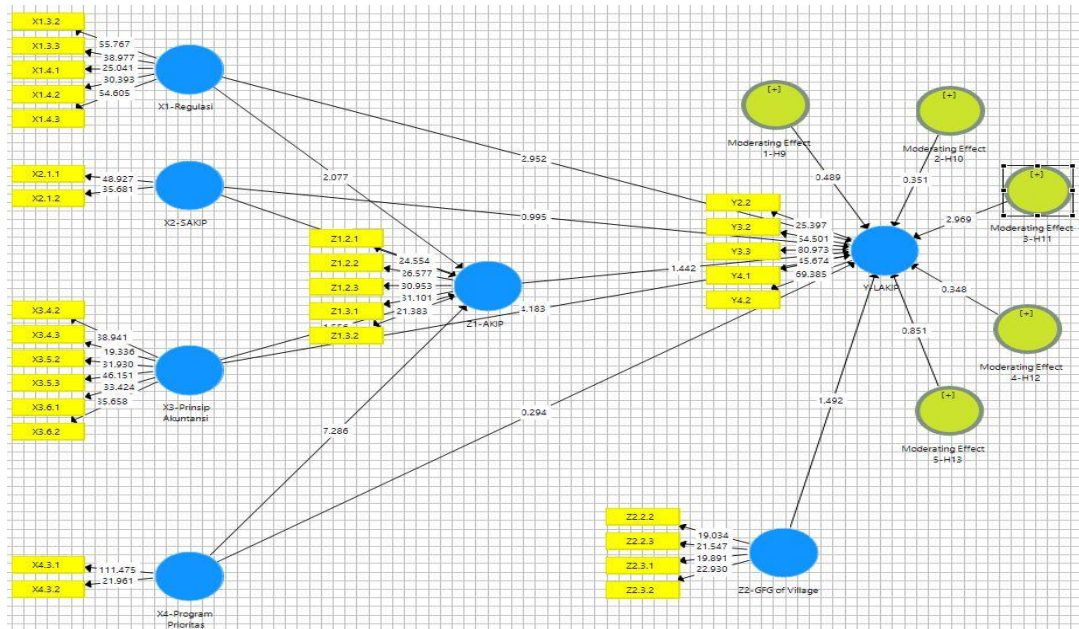 X1.3.2
X1.3.3
X1.4.1
X1.4.2
X1.4.3
55.767
38.977
25.041
30.393
54.605
X1-Regulasi
X2.1.1
X2.1.2
48.927
35.681
X2-SAKIP
X3.4.2
X3.4.3
X3.5.2
X3.5.3
X3.6.1
X3.6.2
38.941
19.336
31.930
46.151
33.424
35.658
X3-Prinsip
Akuntansi
X4.3.1
X4.3.2
111.475
21.961
X4-Program
Prioritas
2.077
2.952
0.995
Z1.2.1
Z1.2.2
Z1.2.3
Z1.3.1
Z1.3.2
24.554
26.577
30.953
31.101
21.383
Z1-AKIP
1.442
4.183
7.286
0.294
Y2.2
Y3.2
Y3.3
Y4.1
Y4.2
25.397
54.501
80.973
45.674
69.385
Y-LAKIP
[+]
Moderating Effect
1-H9
0.489
[+]
Moderating Effect
2-H10
0.351
[+]
Moderating Effect
3-H11
2.969
0.348
Moderating Effect
4-H12
[+]
0.851
[+]
Moderating Effect
5-H13
1.492
Z2.2.2
Z2.2.3
Z2.3.1
Z2.3.2
19.034
21.547
19.891
22.930
Z2-GFG of Village